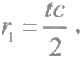 r₁ = tc/2 ,